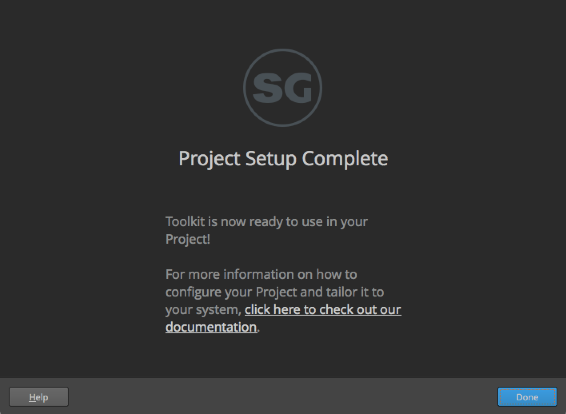 SG
Project Setup Complete
Toolkit is now ready to use in your
Project!
For more information on how to
configure your Project and tailor it to
your system, click here to check out our
documentation.
Help
Done